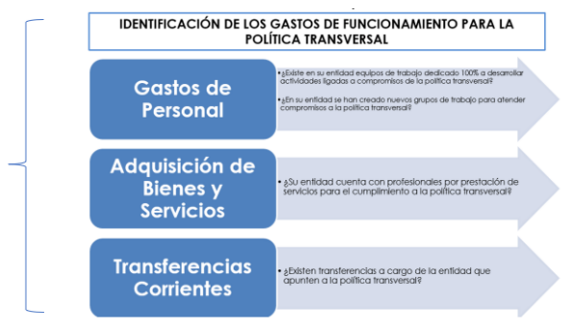 IDENTIFICACIÓN DE LOS GASTOS DE FUNCIONAMIENTO PARA LA
POLÍTICA TRANSVERSAL
Gastos de
Personal
•¿Existe en su entidad equipos de trabajo dedicado 100% a desarrollar
actividades ligadas a compromisos de la política transversal?
•¿En su entidad se han creado nuevos grupos de trabajo para atender
compromisos a la política transversal?
Adquisición de
Bienes y
Servicios
• ¿Su entidad cuenta con profesionales por prestación de
servicios para el cumplimiento a la política transversal?
Transferencias
Corrientes
• ¿Existen transferencias a cargo de la entidad que
apunten a la política transversal?